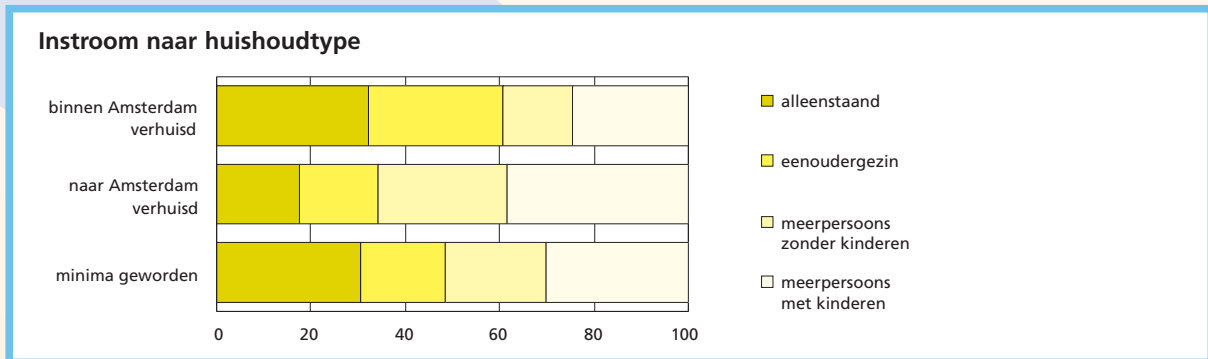 Instroom naar huishoudtype
binnen Amsterdam
verhuisd
naar Amsterdam
verhuisd
minima geworden
0 20 40 60 80 100
alleenstaand
eenoudergezin
meerpersoons
zonder kinderen
meerpersoons
met kinderen